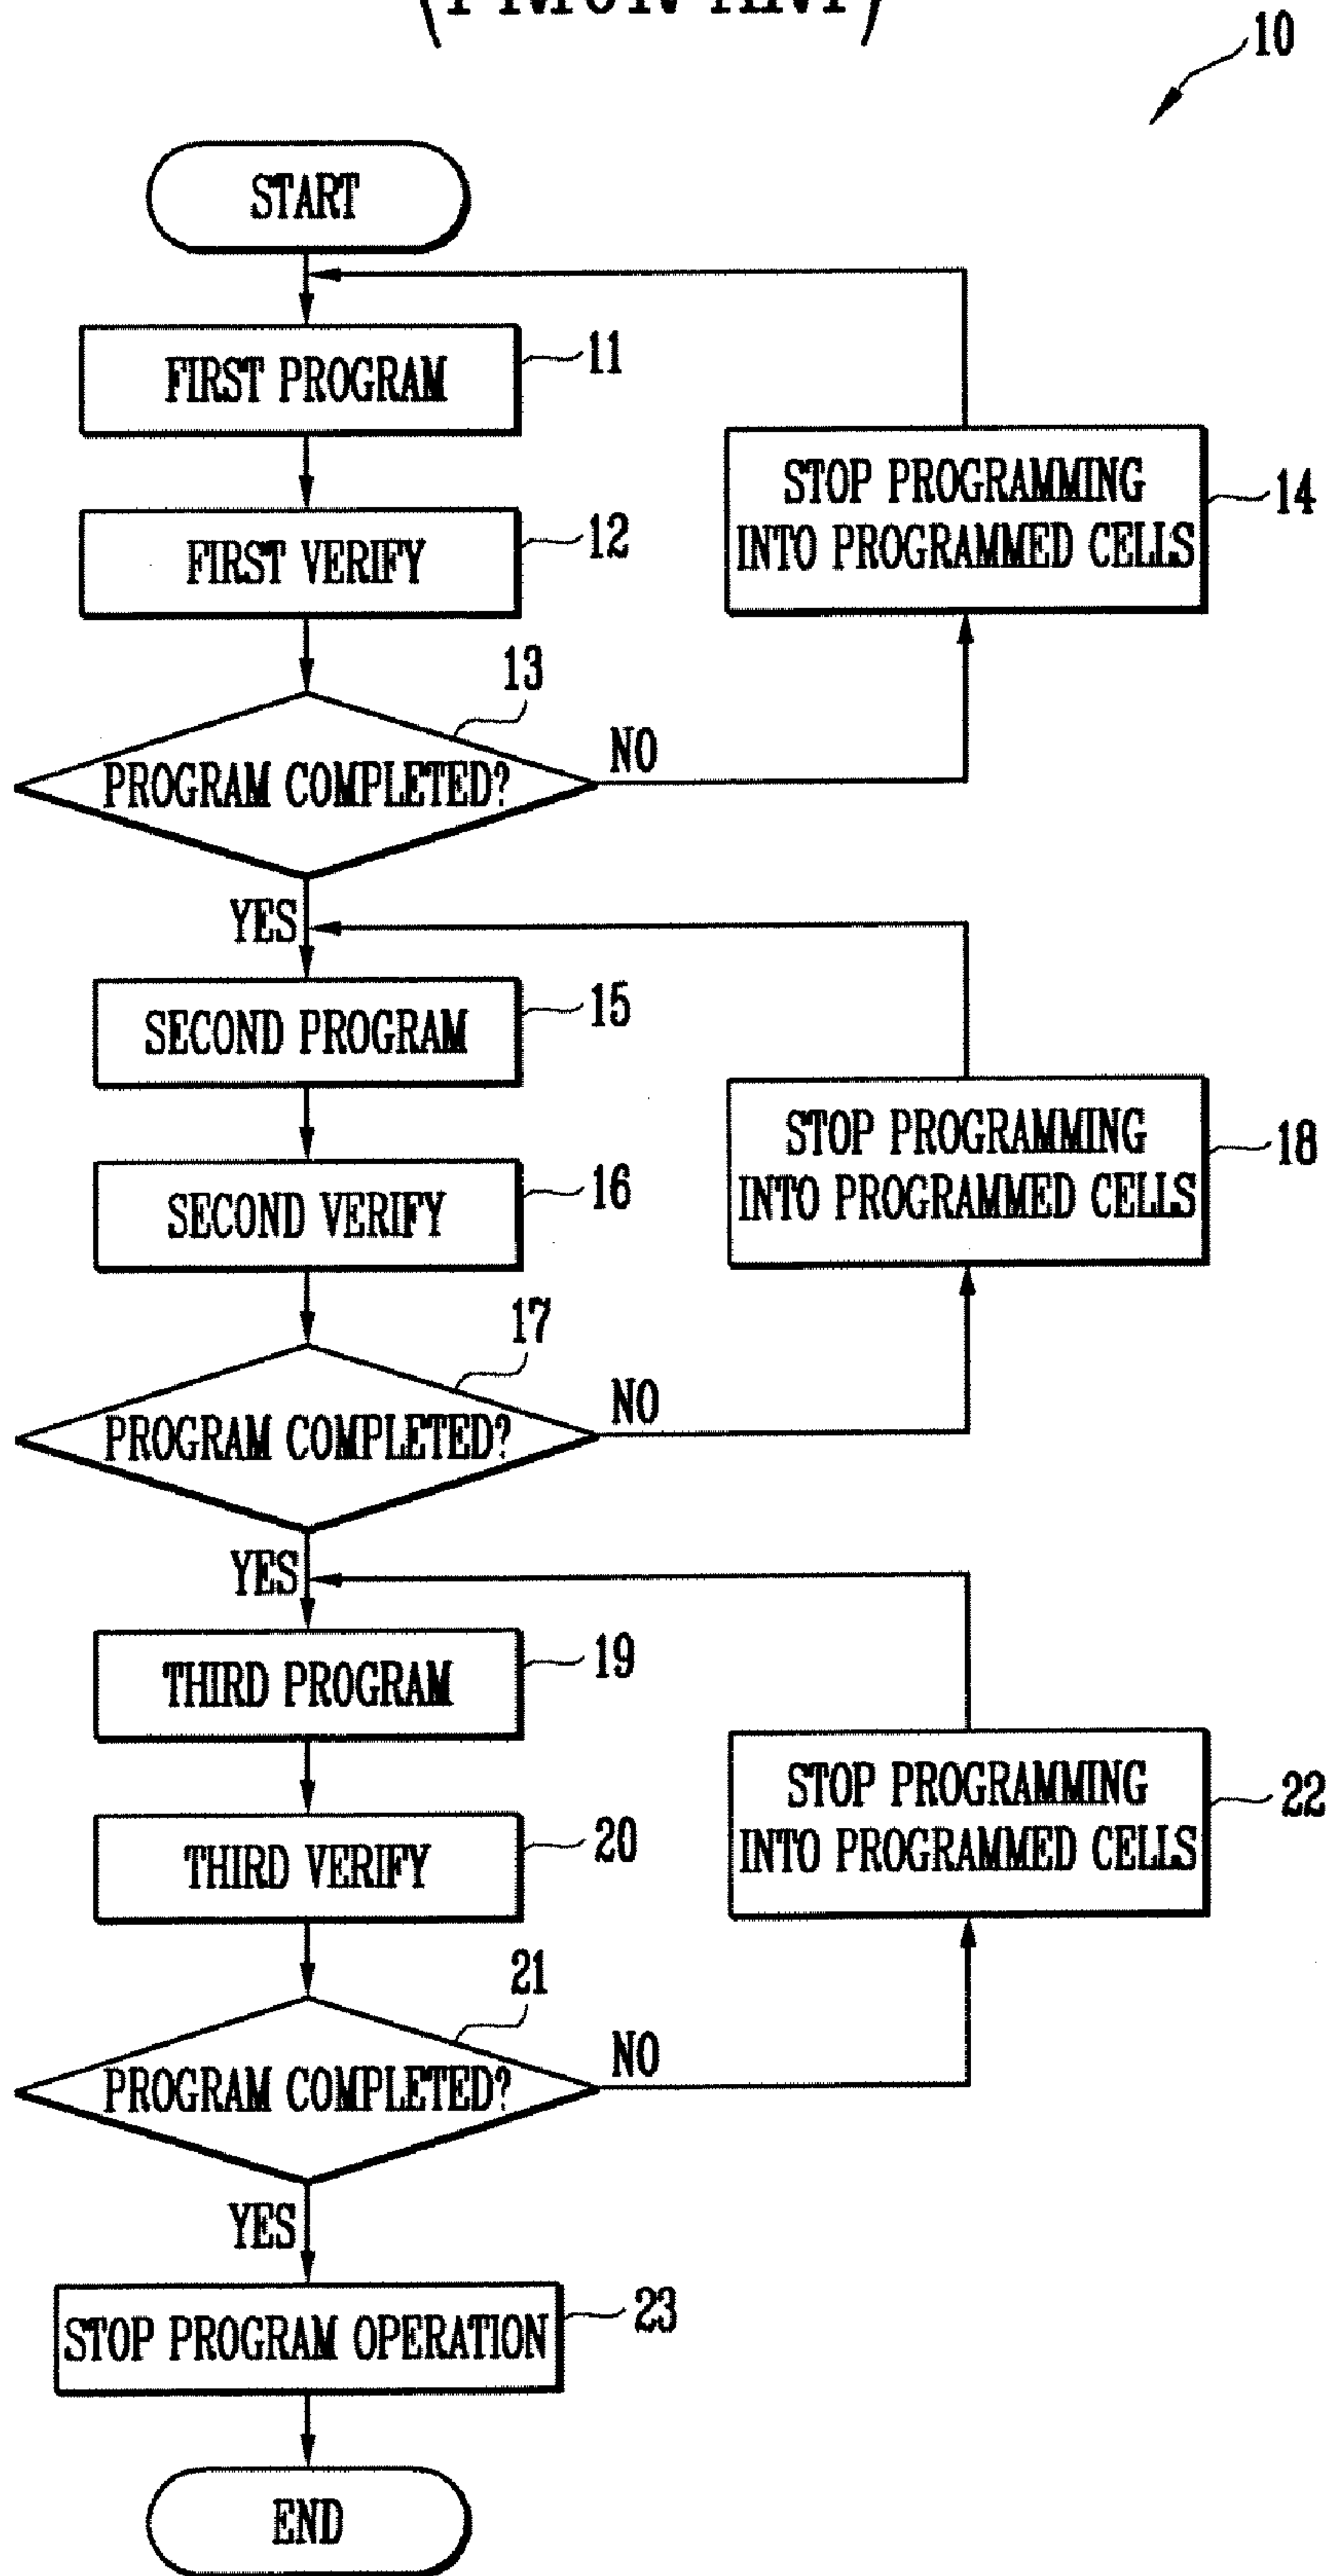 10
START
FIRST PROGRAM
11
FIRST VERIFY
12
STOP PROGRAMMING
INTO PROGRAMMED CELLS
14
13
PROGRAM COMPLETED?
NO
YES
SECOND PROGRAM
15
SECOND VERIFY
16
STOP PROGRAMMING
INTO PROGRAMMED CELLS
18
17
PROGRAM COMPLETED?
NO
YES
THIRD PROGRAM
19
THIRD VERIFY
20
STOP PROGRAMMING
INTO PROGRAMMED CELLS
22
21
PROGRAM COMPLETED?
NO
YES
STOP PROGRAM OPERATION
23
END